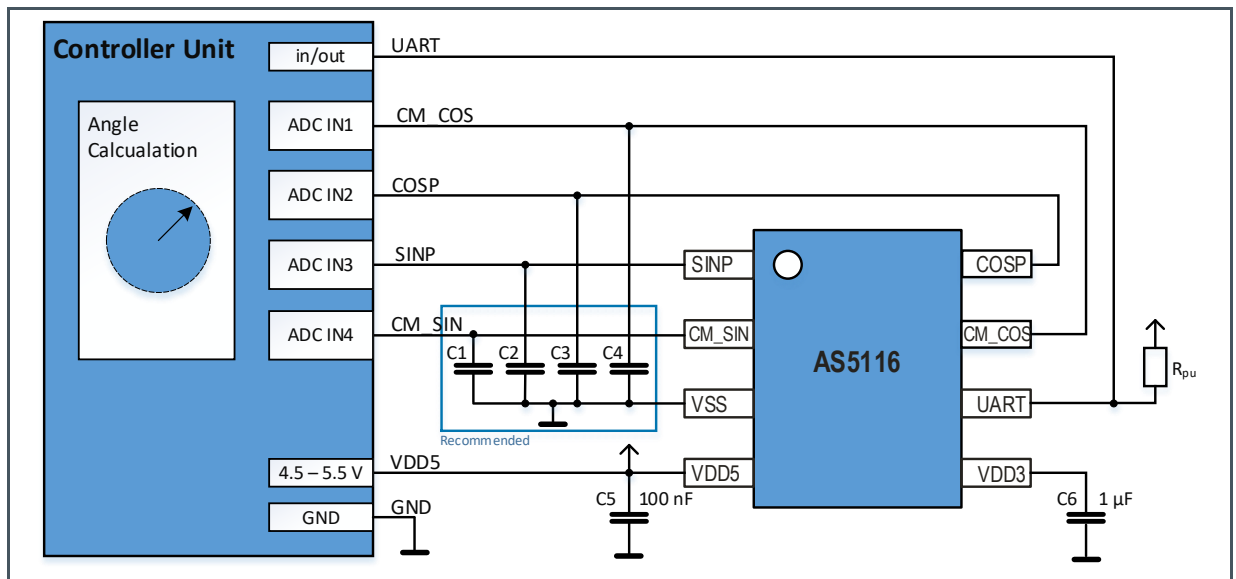 Controller Unit
in/out
UART
Angle
Calcualation
ADC IN1
CM_COS
ADC IN2
COSP
ADC IN3
SINP
ADC IN4
CM_SIN
C1
C2
C3
C4
Recommended
4.5 – 5.5 V
VDD5
GND
GND
C5
100 nF
SINP
CM_SIN
VSS
VDD5
AS5116
COSP
CM_COS
UART
VDD3
Rpu
C6
1 µF